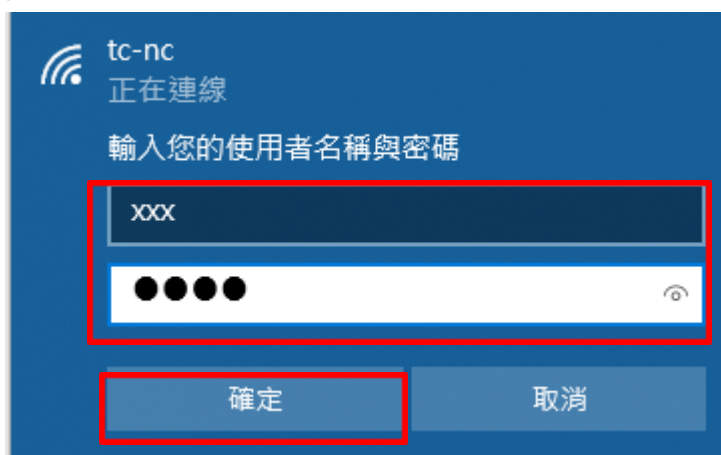 tc-nc
正在連線
輸入您的使用者名稱與密碼
xxx
●●●●
確定
取消